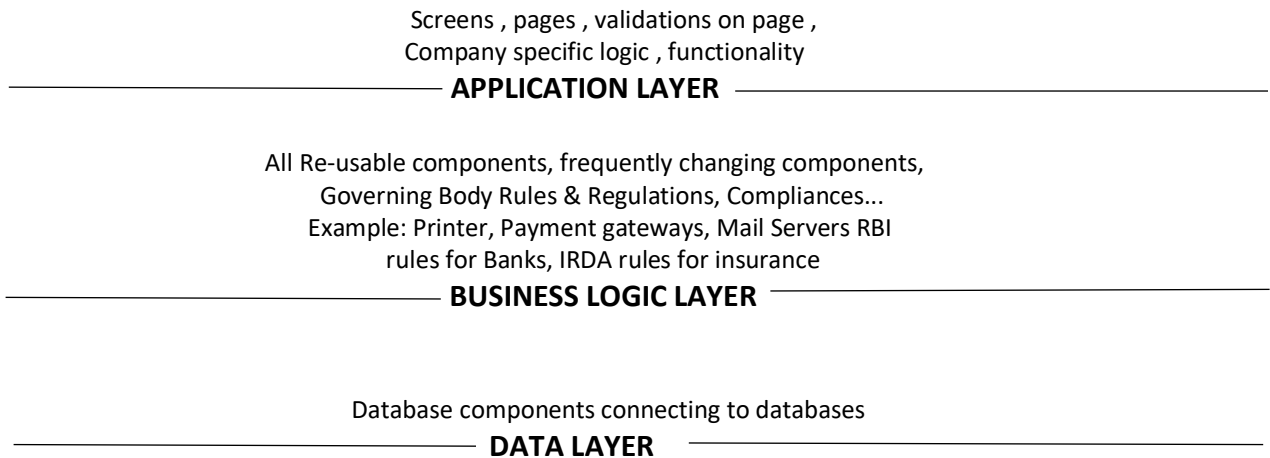 Screens , pages , validations on page ,
Company specific logic , functionality
APPLICATION LAYER
All Re-usable components, frequently changing components,
Governing Body Rules & Regulations, Compliances...
Example: Printer, Payment gateways, Mail Servers RBI
rules for Banks, IRDA rules for insurance
BUSINESS LOGIC LAYER
Database components connecting to databases
DATA LAYER